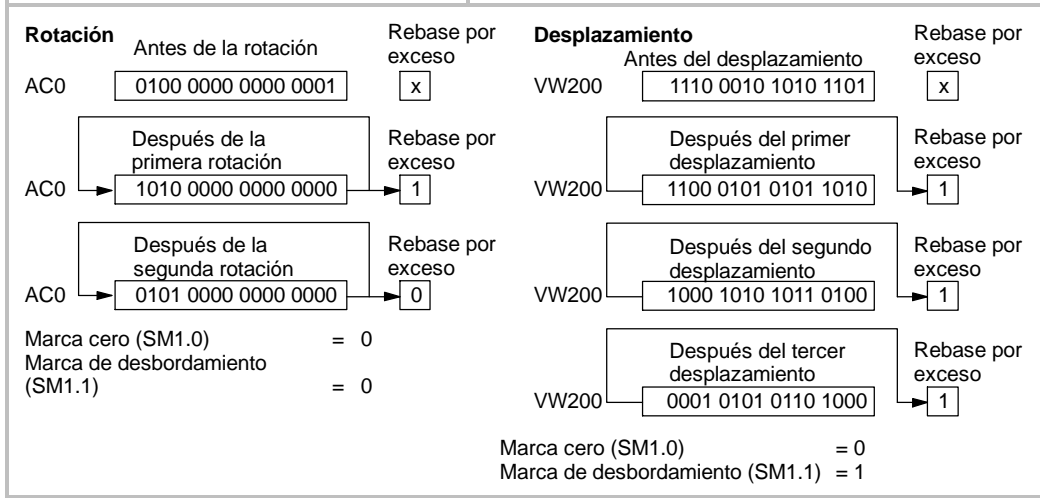 Rotación
Antes de la rotación
Rebase por
exceso
AC0
0100 0000 0000 0001
x
Después de la
primera rotación
Rebase por
exceso
AC0
1010 0000 0000 0000
1
Después de la
segunda rotación
Rebase por
exceso
AC0
0101 0000 0000 0000
0
Marca cero (SM1.0) = 0
Marca de desbordamiento
(SM1.1) = 0
Desplazamiento
Antes del desplazamiento
Rebase por
exceso
VW200
1110 0010 1010 1101
x
Después del primer
desplazamiento
Rebase por
exceso
VW200
1100 0101 0101 1010
1
Después del segundo
desplazamiento
Rebase por
exceso
VW200
1000 1010 1011 0100
1
Después del tercer
desplazamiento
Rebase por
exceso
VW200
0001 0101 0110 1000
1
Marca cero (SM1.0) = 0
Marca de desbordamiento (SM1.1) = 1